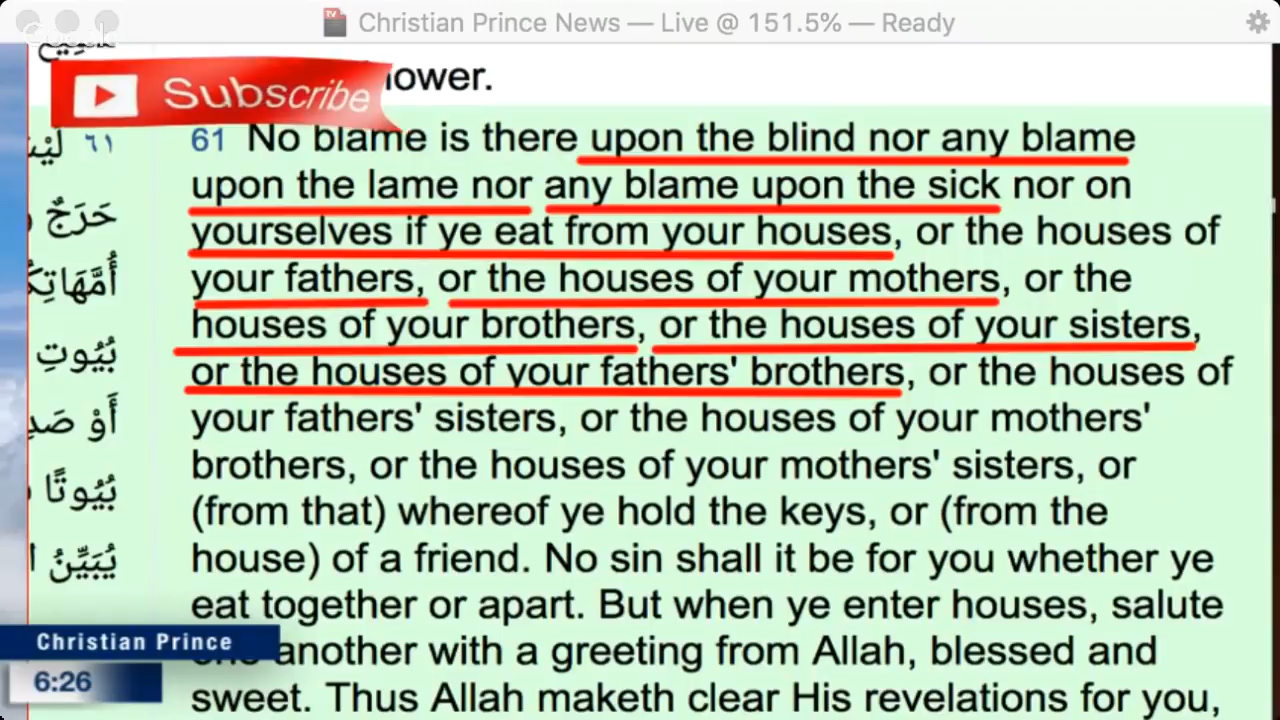 Christian Prince News — Live @ 151.5% — Ready
Subscribe
nower.
٦١
61 No blame is there upon the blind nor any blame
upon the lame nor any blame upon the sick nor on
حَرَجٌ
yourselves if ye eat from your houses, or the houses of
your fathers, or the houses of your mothers, or the
houses of your brothers, or the houses of your sisters,
بُيُوتِ
or the houses of your fathers' brothers, or the houses of
أَوْ
your fathers' sisters, or the houses of your mothers'
brothers, or the houses of your mothers' sisters, or
بُيُوتًا
(from that) whereof ye hold the keys, or (from the
يُبَيِّنُ
house) of a friend. No sin shall it be for you whether ye
eat together or apart. But when ye enter houses, salute
Christian Prince
another with a greeting from Allah, blessed and
6:26
sweet. Thus Allah maketh clear His revelations for you,